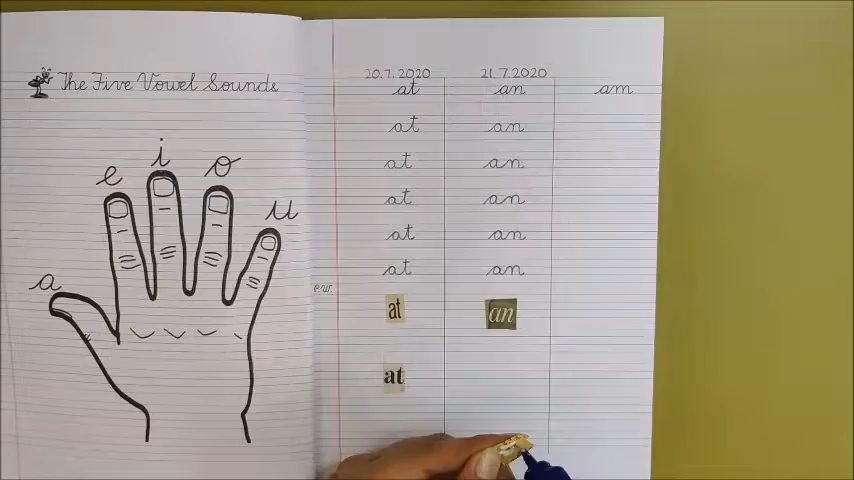 The Five Vowel Sounds
a
e
i
o
u
20.7.2020 21.7.2020
at an am
at an
at an
at an
at an
at an
e.w.
at an
at